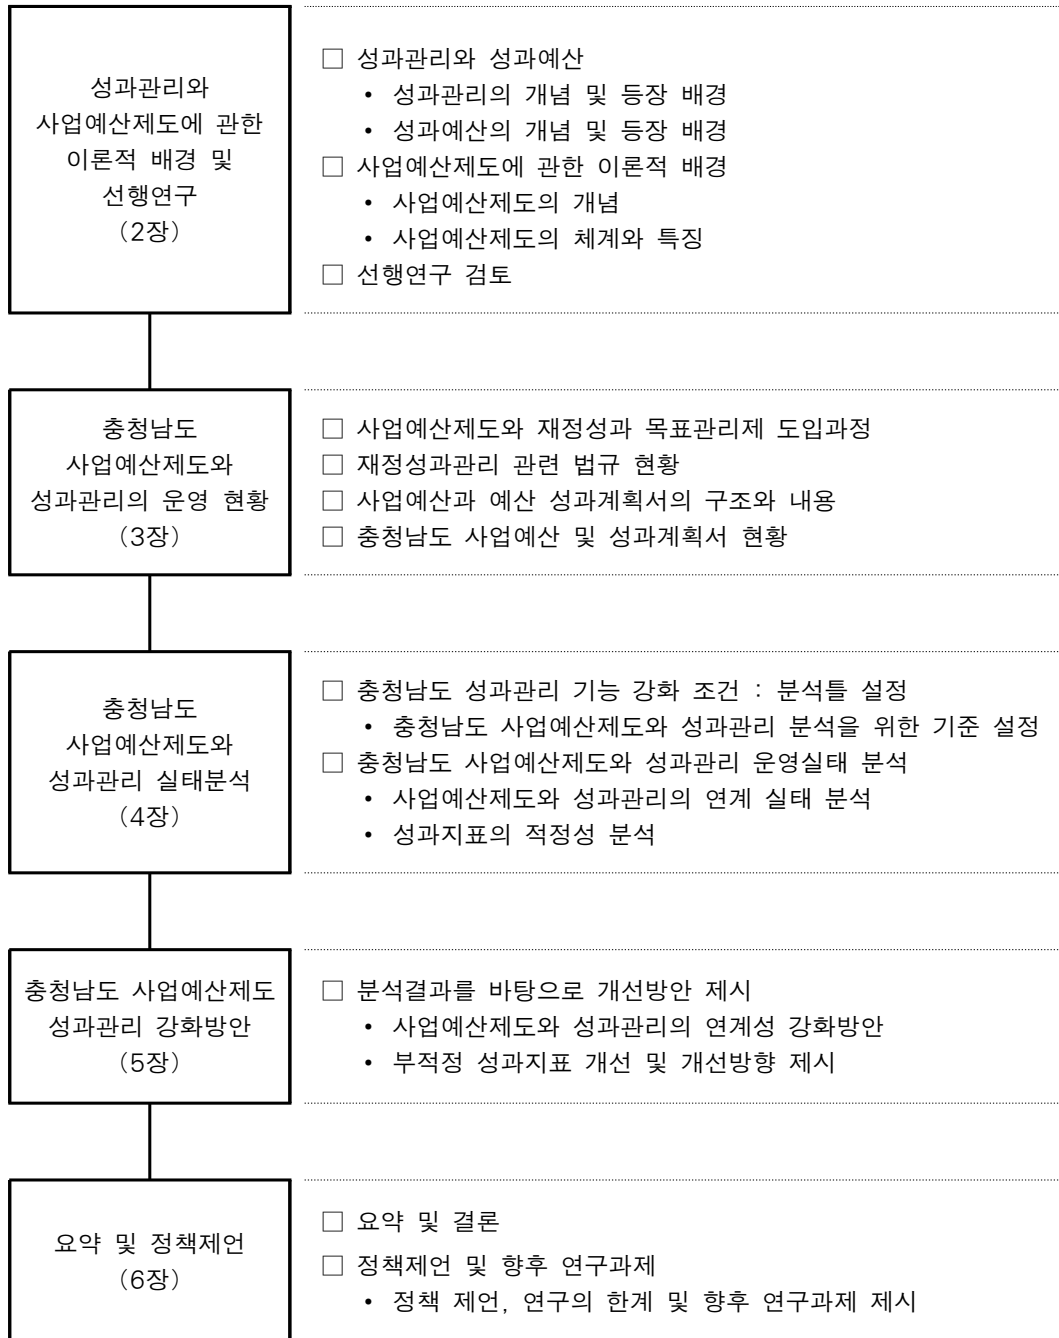 성과관리와
사업예산제도에 관한
이론적 배경 및
선행연구
(2장)
□ 성과관리와 성과예산
• 성과관리의 개념 및 등장 배경
• 성과예산의 개념 및 등장 배경
□ 사업예산제도에 관한 이론적 배경
• 사업예산제도의 개념
• 사업예산제도의 체계와 특징
□ 선행연구 검토
충청남도
사업예산제도와
성과관리의 운영 현황
(3장)
□ 사업예산제도와 재정성과 목표관리제 도입과정
□ 재정성과관리 관련 법규 현황
□ 사업예산과 예산 성과계획서의 구조와 내용
□ 충청남도 사업예산 및 성과계획서 현황
충청남도
사업예산제도와
성과관리 실태분석
(4장)
□ 충청남도 성과관리 기능 강화 조건 : 분석틀 설정
• 충청남도 사업예산제도와 성과관리 분석을 위한 기준 설정
□ 충청남도 사업예산제도와 성과관리 운영실태 분석
• 사업예산제도와 성과관리의 연계 실태 분석
• 성과지표의 적정성 분석
충청남도 사업예산제도
성과관리 강화방안
(5장)
□ 분석결과를 바탕으로 개선방안 제시
• 사업예산제도와 성과관리의 연계성 강화방안
• 부적정 성과지표 개선 및 개선방향 제시
요약 및 정책제언
(6장)
□ 요약 및 결론
□ 정책제언 및 향후 연구과제
• 정책 제언, 연구의 한계 및 향후 연구과제 제시